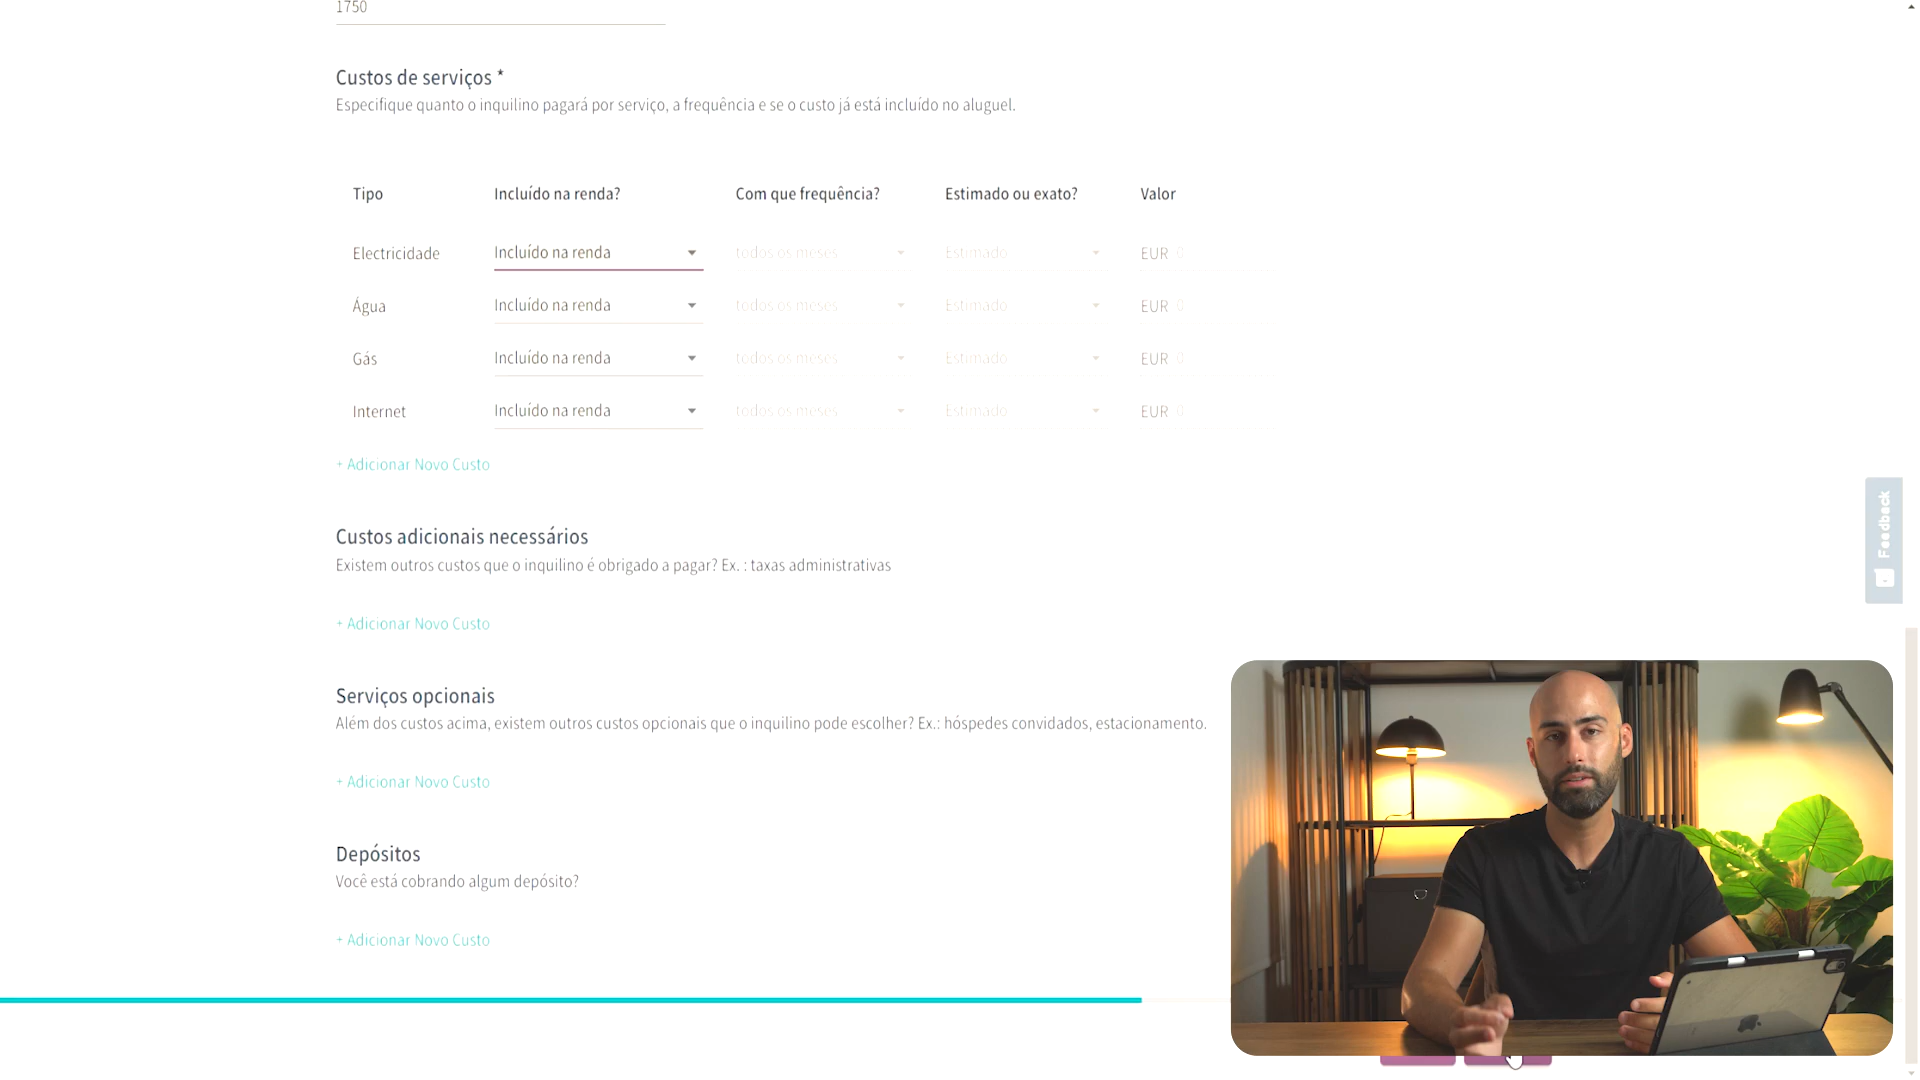 1750
Custos de serviços *
Especifique quanto o inquilino pagará por serviço, a frequência e se o custo já está incluído no aluguel.
Tipo Incluído na renda? Com que frequência? Estimado ou exato? Valor
Electricidade Incluído na renda todos os meses Estimado EUR 0
Água Incluído na renda todos os meses Estimado EUR 0
Gás Incluído na renda todos os meses Estimado EUR 0
Internet Incluído na renda todos os meses Estimado EUR 0
+ Adicionar Novo Custo
Custos adicionais necessários
Existem outros custos que o inquilino é obrigado a pagar? Ex. : taxas administrativas
+ Adicionar Novo Custo
Serviços opcionais
Além dos custos acima, existem outros custos opcionais que o inquilino pode escolher? Ex.: hóspedes convidados, estacionamento.
+ Adicionar Novo Custo
Depósitos
Você está cobrando algum depósito?
+ Adicionar Novo Custo
Feedback